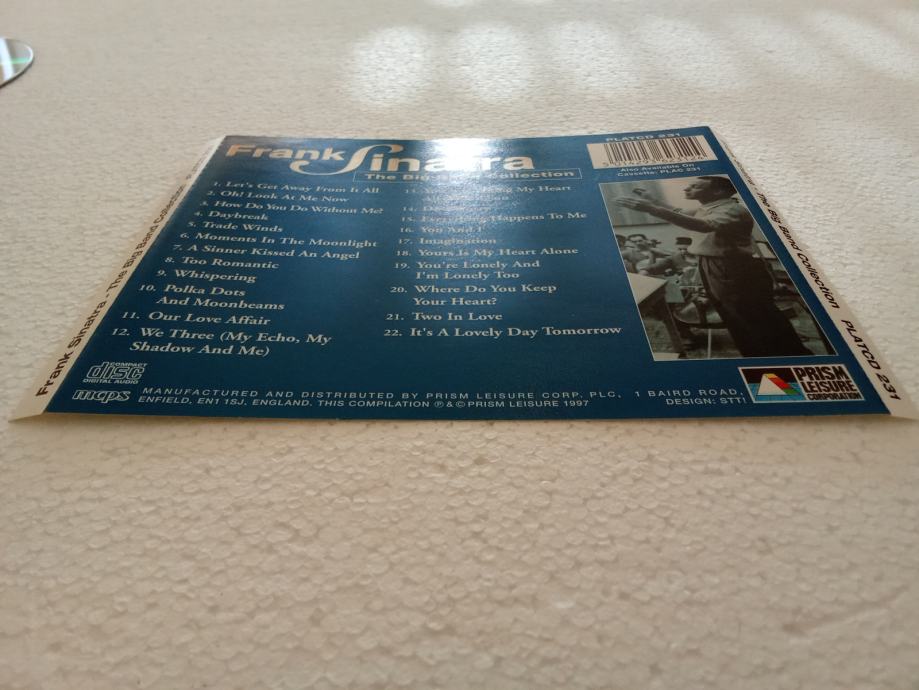 Frank Sinatra
The Big Collection
1. Let's Get Away From It All
2. Oh! Look At Me Now
3. How Do You Do Without Me?
4. Daybreak
5. Trade Winds
6. Moments In The Moonlight
7. A Sinner Kissed An Angel
8. Too Romantic
9. Whispering
10. Polka Dots
And Moonbeams
11. Our Love Affair
12. We Three (My Echo, My
Shadow And Me)
13. My Heart
14.
15. Everything Happens To Me
16. You And I
17. Imagination
18. Yours Is My Heart Alone
19. You're Lonely And
I'm Lonely Too
20. Where Do You Keep
Your Heart?
21. Two In Love
22. It's A Lovely Day Tomorrow
PLATCD 231
Also Available On
Cassette: PLAC 231
COMPACT
disc
DIGITAL AUDIO
mcps
MANUFACTURED AND DISTRIBUTED BY PRISM LEISURE CORP, PLC, 1 BAIRD ROAD,
ENFIELD, EN1 1SJ, ENGLAND. THIS COMPILATION ℗ & © PRISM LEISURE 1997 DESIGN: STT!
PRISM
LEISURE
CORPORATION
Frank Sinatra - The Big Band Collection
The Big Band Collection PLATCD 231